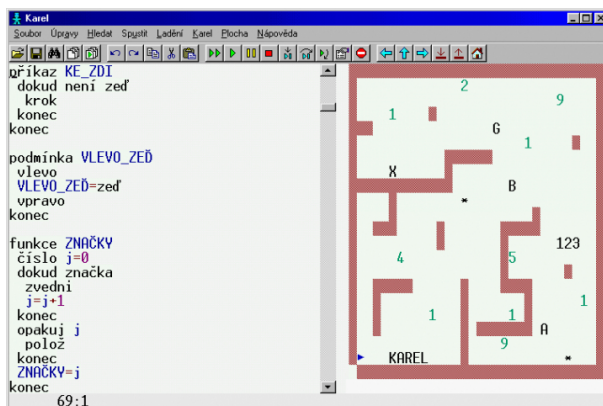 Karel
Soubor Úpravy Hledat Spustit Ladění Karel Plocha Nápověda
příkaz KE_ZDI
dokud není zeď
krok
konec
konec
podmínka VLEVO_ZEĎ
vlevo
VLEVO_ZEĎ=zeď
vpravo
konec
funkce ZNAČKY
číslo j=0
dokud značka
zvedni
j=j+1
konec
opakuj j
polož
konec
ZNAČKY=j
konec
69:1
2
9
1
G
1
X
B
*
123
4
5
1
1
1
A
9
KAREL
*